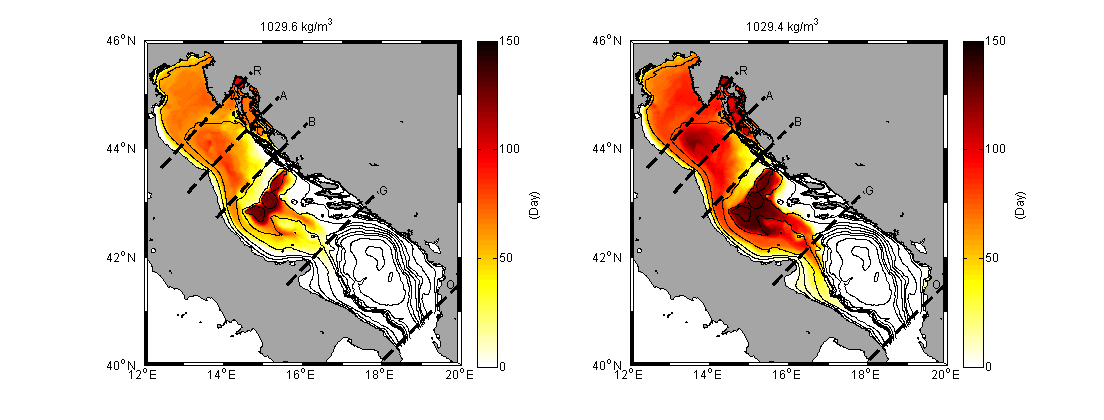 1029.6 kg/m3
46°N
44°N
42°N
40°N
12°E
14°E
16°E
18°E
20°E
R
A
B
G
O
150
100
50
0
(Day)
1029.4 kg/m3
46°N
44°N
42°N
40°N
12°E
14°E
16°E
18°E
20°E
R
A
B
G
O
150
100
50
0
(Day)